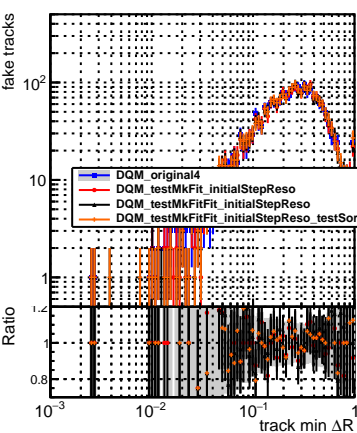 fake tracks
10²
DQM_original4
DQM_testMkFit_initialStepReso
10
DQM_testMkFitFit_initialStepReso
DQM_testMkFitFit_initialStepReso_testSor
1
1.2
Ratio
1
0.8
10⁻³ 10⁻² 10⁻¹ 1
track min ΔR